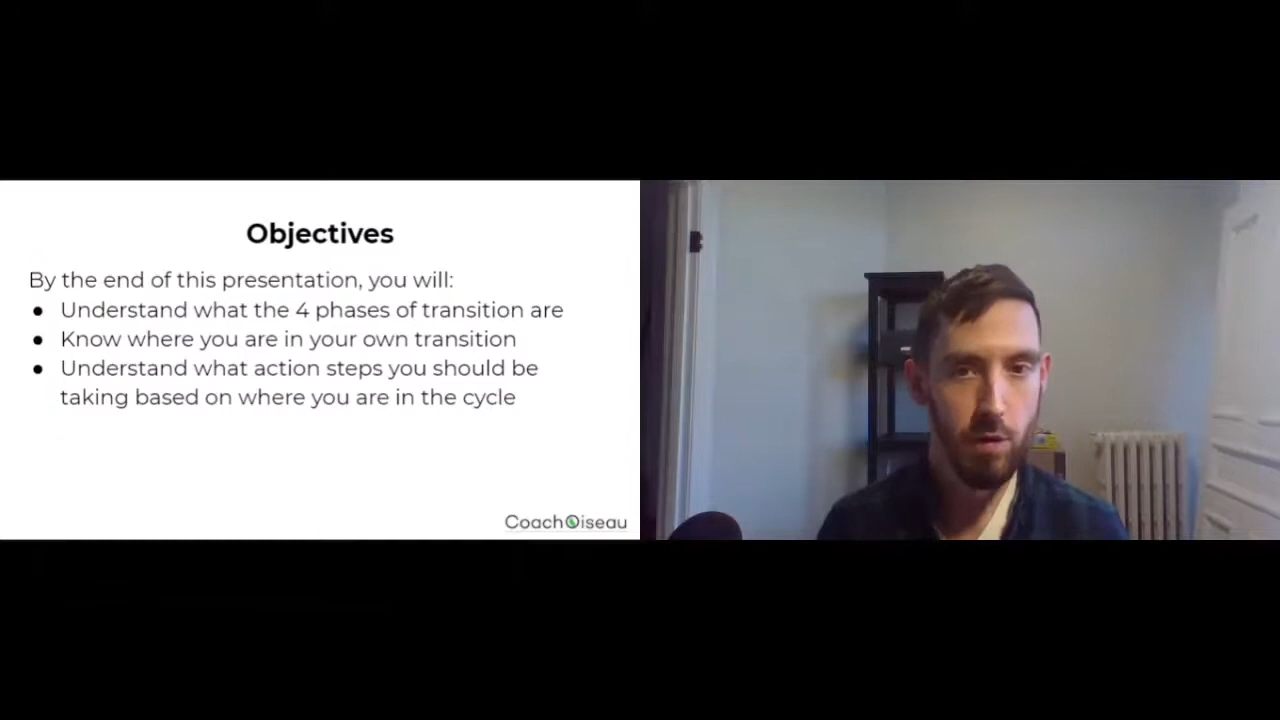 Objectives
By the end of this presentation, you will:
● Understand what the 4 phases of transition are
● Know where you are in your own transition
● Understand what action steps you should be
taking based on where you are in the cycle
CoachOiseau